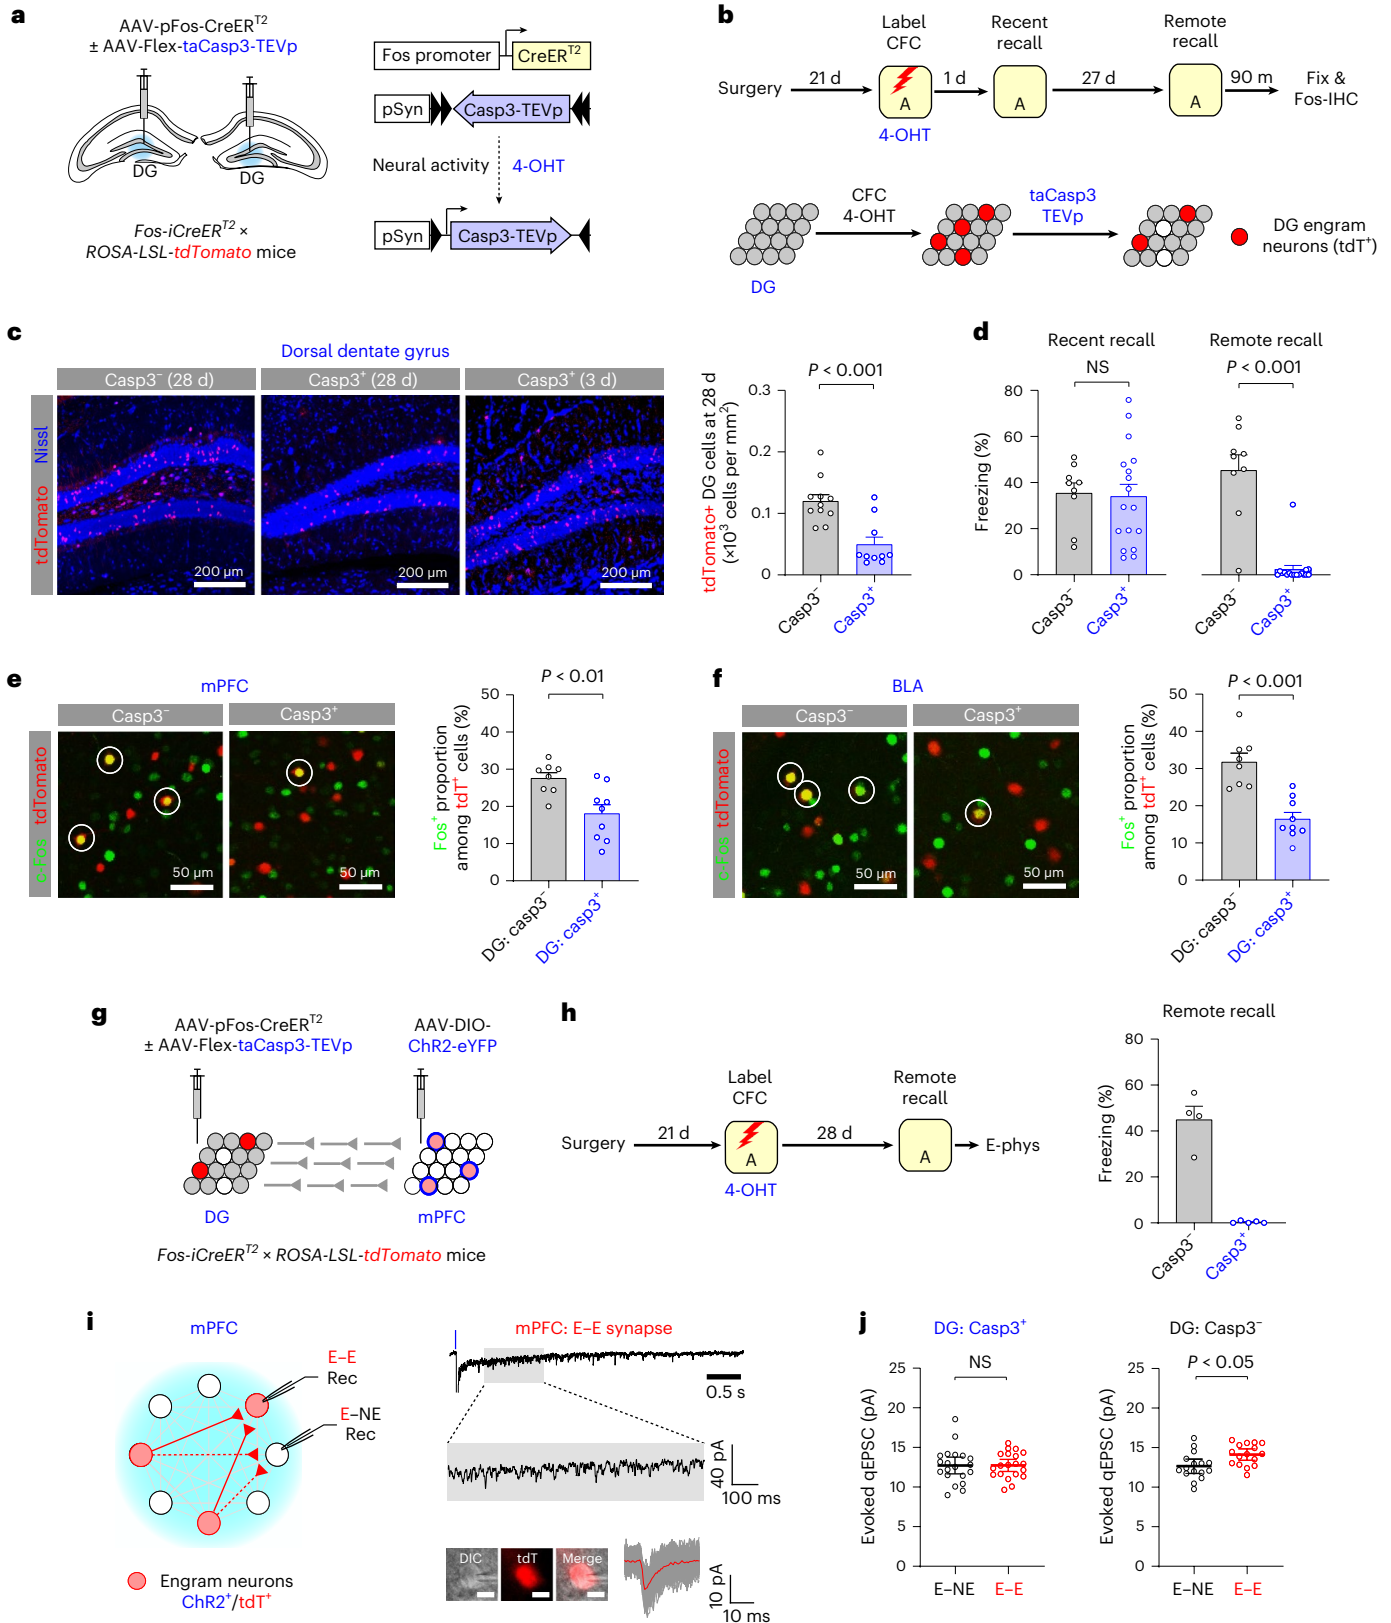 a
AAV-pFos-CreER^T2
± AAV-Flex-taCasp3-TEVp
DG
DG
Fos-iCreER^T2 ×
ROSA-LSL-tdTomato mice
Fos promoter
CreER^T2
pSyn
Casp3-TEVp
Neural activity
4-OHT
pSyn
Casp3-TEVp
b
Label
CFC
Recent
recall
Remote
recall
Surgery
21 d
A
1 d
A
27 d
A
90 m
Fix &
Fos-IHC
4-OHT
CFC
4-OHT
taCasp3
TEVp
DG engram
neurons (tdT⁺)
DG
c
Dorsal dentate gyrus
Casp3⁻ (28 d)
Casp3⁺ (28 d)
Casp3⁺ (3 d)
tdTomato Nissl
200 µm
200 µm
200 µm
tdTomato+ DG cells at 28 d
(×10³ cells per mm²)
P < 0.001
0.3
0.2
0.1
0
Casp3⁻
Casp3⁺
d
Recent recall
Remote recall
NS
P < 0.001
Freezing (%)
80
60
40
20
0
Casp3⁻
Casp3⁺
Casp3⁻
Casp3⁺
e
mPFC
Casp3⁻
Casp3⁺
c-Fos tdTomato
50 µm
50 µm
P < 0.01
Fos⁺ proportion
among tdT⁺ cells (%)
50
40
30
20
10
0
DG: casp3⁻
DG: casp3⁺
f
BLA
Casp3⁻
Casp3⁺
c-Fos tdTomato
50 µm
50 µm
P < 0.001
Fos⁺ proportion
among tdT⁺ cells (%)
50
40
30
20
10
0
DG: casp3⁻
DG: casp3⁺
g
AAV-pFos-CreER^T2
± AAV-Flex-taCasp3-TEVp
AAV-DIO-
ChR2-eYFP
DG
mPFC
Fos-iCreER^T2 × ROSA-LSL-tdTomato mice
h
Label
CFC
Remote
recall
Surgery
21 d
A
28 d
A
E-phys
4-OHT
Remote recall
Freezing (%)
80
60
40
20
0
Casp3⁻
Casp3⁺
i
mPFC
E–E
Rec
E–NE
Rec
Engram neurons
ChR2⁺/tdT⁺
mPFC: E–E synapse
0.5 s
40 pA
100 ms
DIC
tdT
Merge
10 pA
10 ms
j
DG: Casp3⁺
DG: Casp3⁻
NS
P < 0.05
Evoked qEPSC (pA)
25
20
15
10
5
0
E–NE
E–E
Evoked qEPSC (pA)
25
20
15
10
5
0
E–NE
E–E